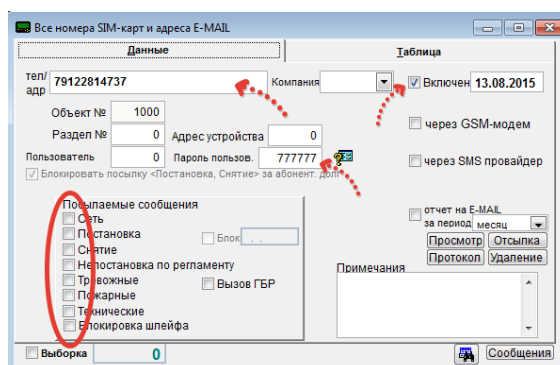 Все номера SIM-карт и адреса E-MAIL
Данные Таблица
тел/адр 79122814737 Компания Включен 13.08.2015
Объект № 1000 через GSM-модем
Раздел № 0 Адрес устройства 0
Пользователь 0 Пароль пользов. 777777 через SMS провайдер
Блокировать посылку <Постановка, Снятие> за абонент. долг
Посылаемые сообщения
Сеть
Постановка Блок . .
Снятие
Непостановка по регламенту
Тревожные Вызов ГБР
Пожарные
Технические
Блокировка шлейфа
отчет на E-MAIL
за период месяц
Просмотр Отсылка
Протокол Удаление
Примечания
Выборка 0 Сообщения